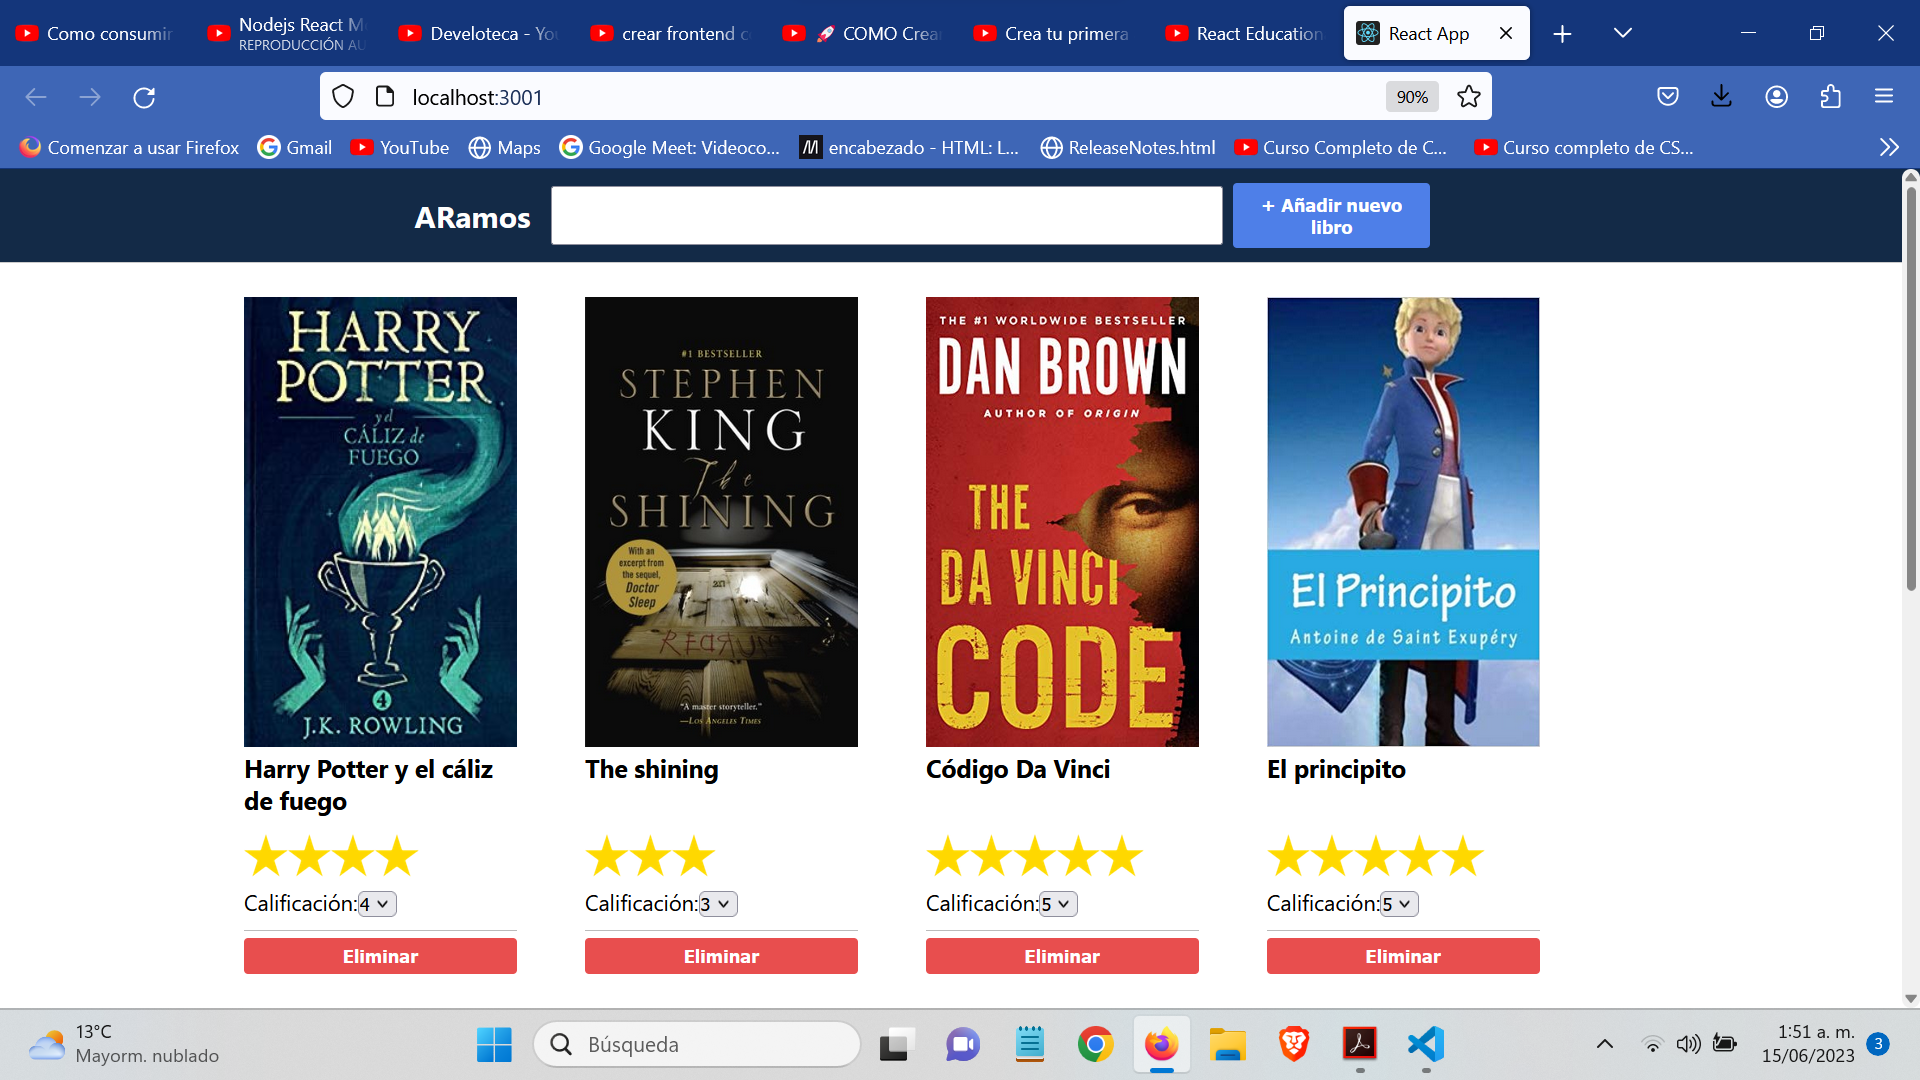 Como consumir
Nodejs React M
REPRODUCCIÓN AU
Develoteca - You
crear frontend c
🚀 COMO Crear
Crea tu primera
React Education
React App
localhost:3001
90%
Comenzar a usar Firefox
Gmail
YouTube
Maps
Google Meet: Videoco...
encabezado - HTML: L...
ReleaseNotes.html
Curso Completo de C...
Curso completo de CS...
ARamos
+ Añadir nuevo
libro
HARRY
POTTER
y el
CÁLIZ de
FUEGO
4
J.K. ROWLING
#1 BESTSELLER
STEPHEN
KING
The
SHINING
With an
excerpt from
the sequel,
Doctor
Sleep
REDRUM
"A master storyteller."
—LOS ANGELES TIMES
THE #1 WORLDWIDE BESTSELLER
DAN BROWN
AUTHOR OF ORIGIN
THE
DA VINCI
CODE
El Principito
Antoine de Saint Exupéry
Harry Potter y el cáliz
de fuego
The shining
Código Da Vinci
El principito
Calificación:4
Calificación:3
Calificación:5
Calificación:5
Eliminar
Eliminar
Eliminar
Eliminar
13°C
Mayorm. nublado
Búsqueda
1:51 a. m.
15/06/2023
3